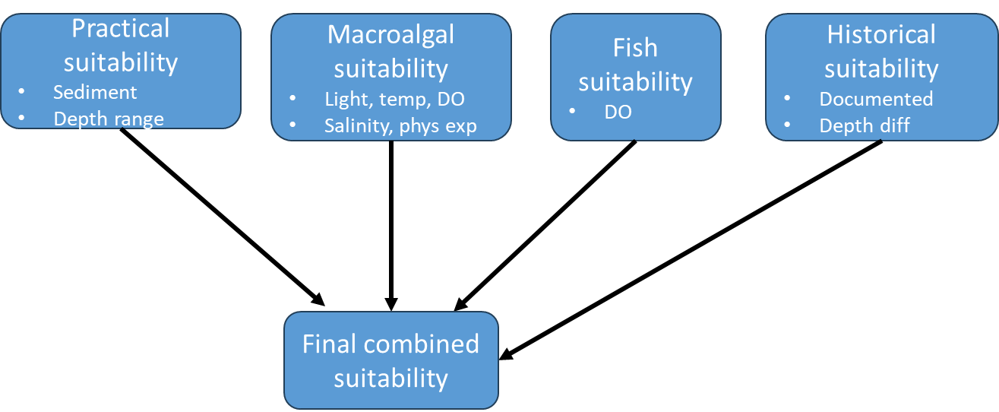 Practical
suitability
• Sediment
• Depth range
Macroalgal
suitability
• Light, temp, DO
• Salinity, phys exp
Fish
suitability
• DO
Historical
suitability
• Documented
• Depth diff
Final combined
suitability